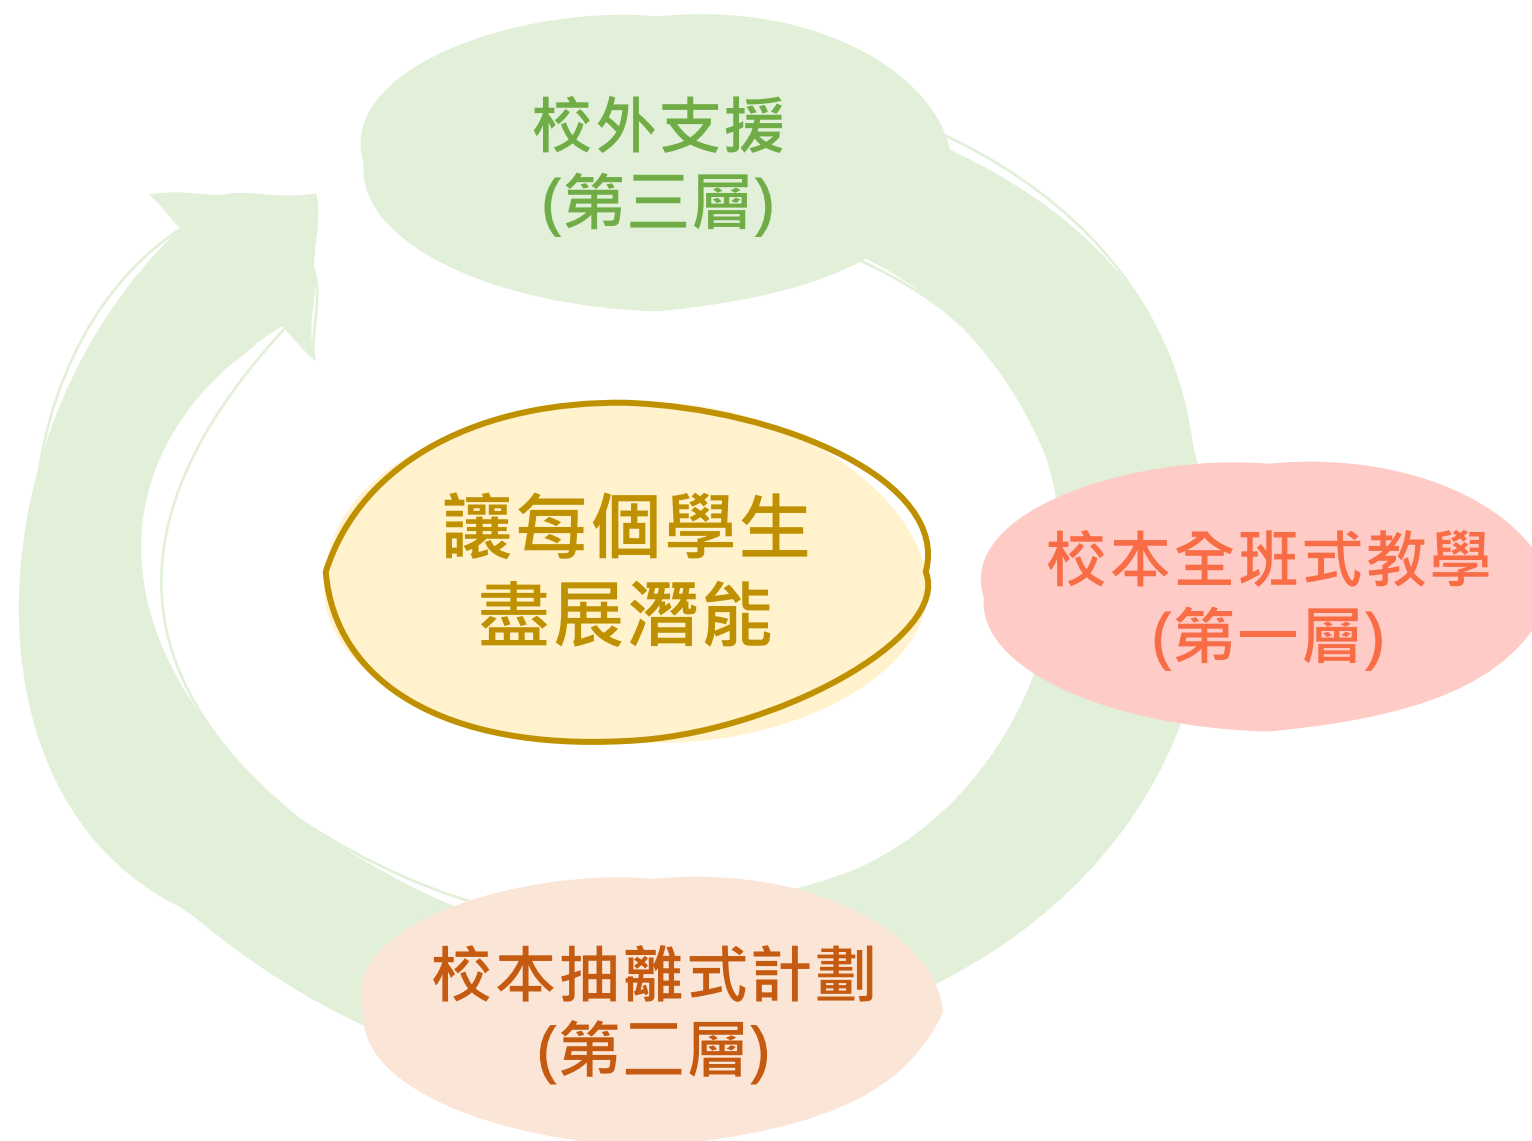 校外支援
(第三層)
讓每個學生
盡展潛能
校本全班式教學
(第一層)
校本抽離式計劃
(第二層)